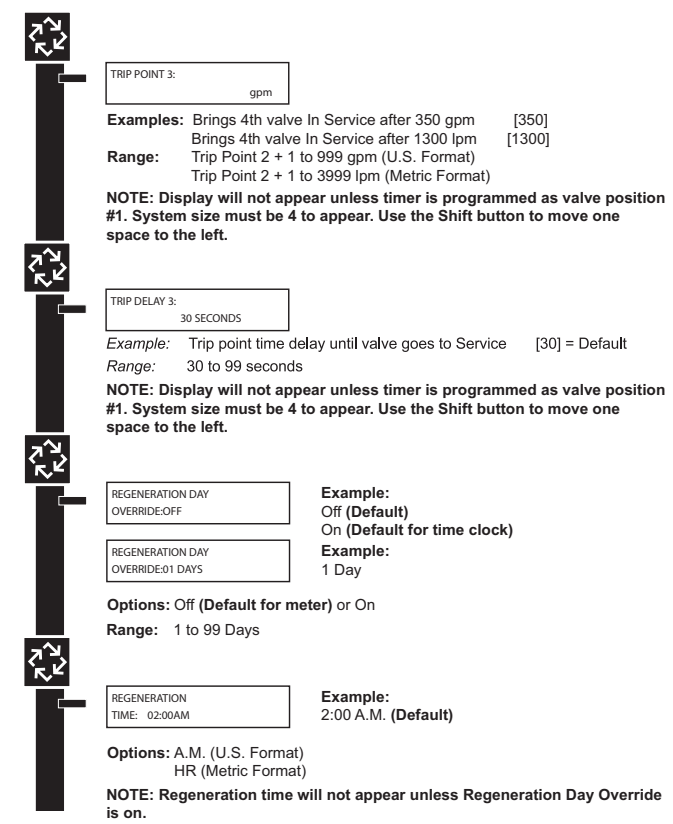 TRIP POINT 3:
gpm
Examples: Brings 4th valve In Service after 350 gpm [350]
Brings 4th valve In Service after 1300 lpm [1300]
Range: Trip Point 2 + 1 to 999 gpm (U.S. Format)
Trip Point 2 + 1 to 3999 lpm (Metric Format)
NOTE: Display will not appear unless timer is programmed as valve position
#1. System size must be 4 to appear. Use the Shift button to move one
space to the left.
TRIP DELAY 3:
30 SECONDS
Example: Trip point time delay until valve goes to Service [30] = Default
Range: 30 to 99 seconds
NOTE: Display will not appear unless timer is programmed as valve position
#1. System size must be 4 to appear. Use the Shift button to move one
space to the left.
REGENERATION DAY
OVERRIDE:OFF
Example:
Off (Default)
On (Default for time clock)
REGENERATION DAY
OVERRIDE:01 DAYS
Example:
1 Day
Options: Off (Default for meter) or On
Range: 1 to 99 Days
REGENERATION
TIME: 02:00AM
Example:
2:00 A.M. (Default)
Options: A.M. (U.S. Format)
HR (Metric Format)
NOTE: Regeneration time will not appear unless Regeneration Day Override
is on.